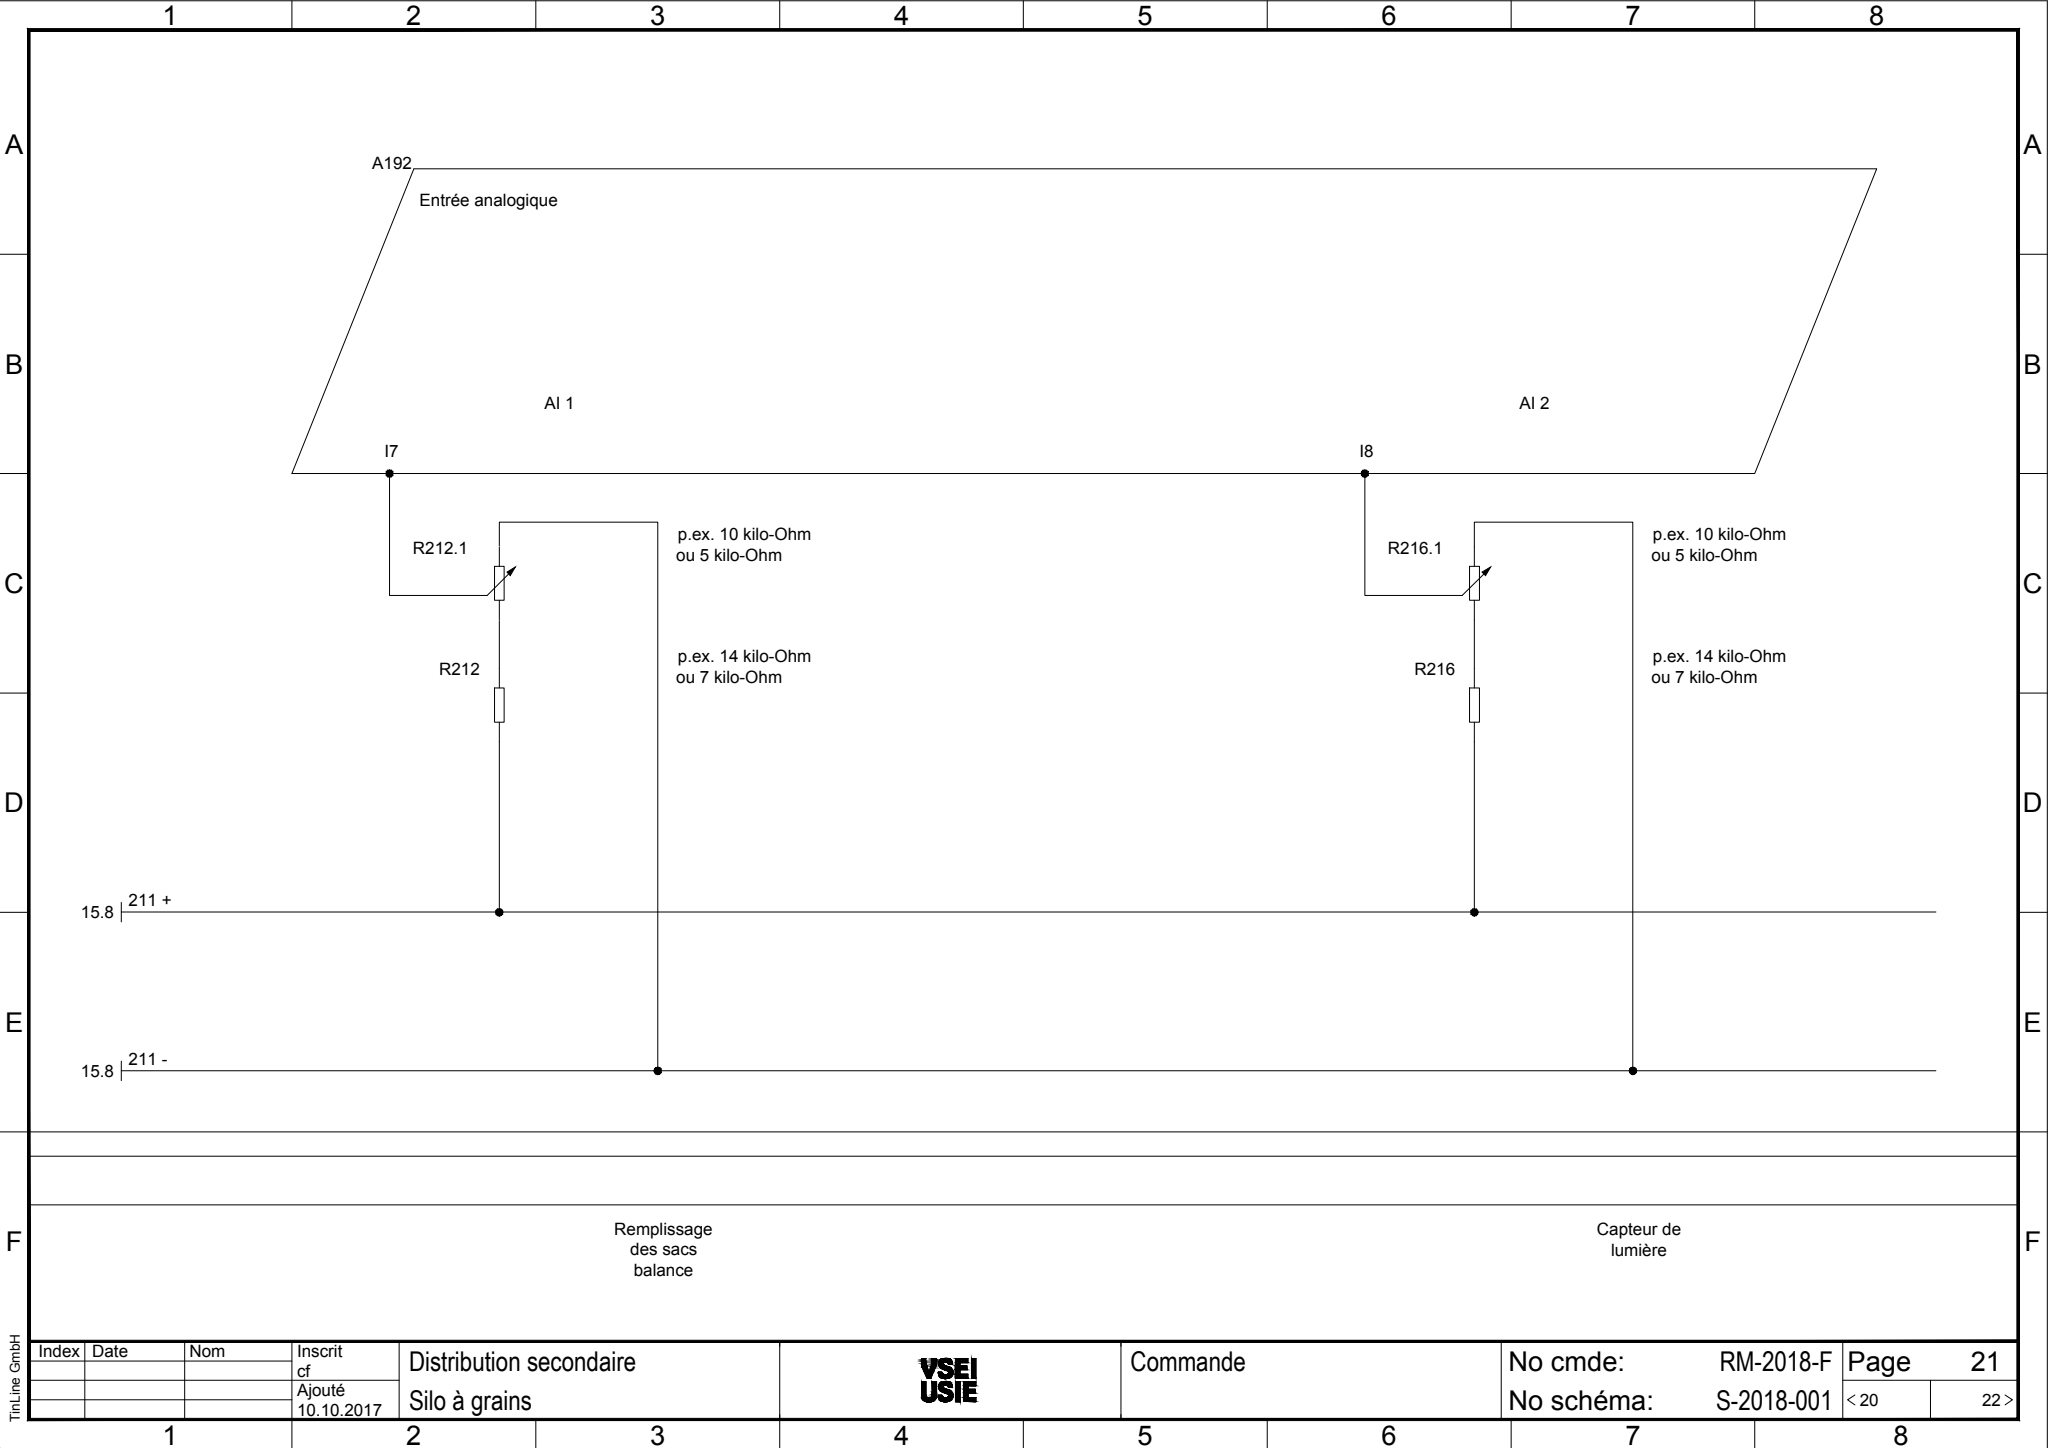 1 2 3 4 5 6 7 8
A A
A192
Entrée analogique
B B
AI 1 AI 2
I7 I8
R212.1 p.ex. 10 kilo-Ohm R216.1 p.ex. 10 kilo-Ohm
ou 5 kilo-Ohm ou 5 kilo-Ohm
C C
R212 p.ex. 14 kilo-Ohm R216 p.ex. 14 kilo-Ohm
ou 7 kilo-Ohm ou 7 kilo-Ohm
D D
211 +
15.8
E E
211 -
15.8
F F
Remplissage Capteur de
des sacs lumière
balance
TinLine GmbH
Index Date Nom Inscrit
cf
Ajouté
10.10.2017
Distribution secondaire
Silo à grains
VSEI
USIE
Commande
No cmde: RM-2018-F
No schéma: S-2018-001
Page 21
< 20 22 >
1 2 3 4 5 6 7 8